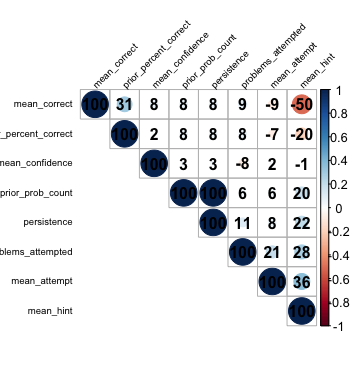 mean_correct
prior_percent_correct
mean_confidence
prior_prob_count
persistence
problems_attempted
mean_attempt
mean_hint
mean_correct 100 31 8 8 8 9 -9 -50
r_percent_correct 100 2 8 8 8 -7 -20
mean_confidence 100 3 3 -8 2 -1
prior_prob_count 100 100 6 6 20
persistence 100 11 8 22
blems_attempted 100 21 28
mean_attempt 100 36
mean_hint 100
1
0.8
0.6
0.4
0.2
0
-0.2
-0.4
-0.6
-0.8
-1